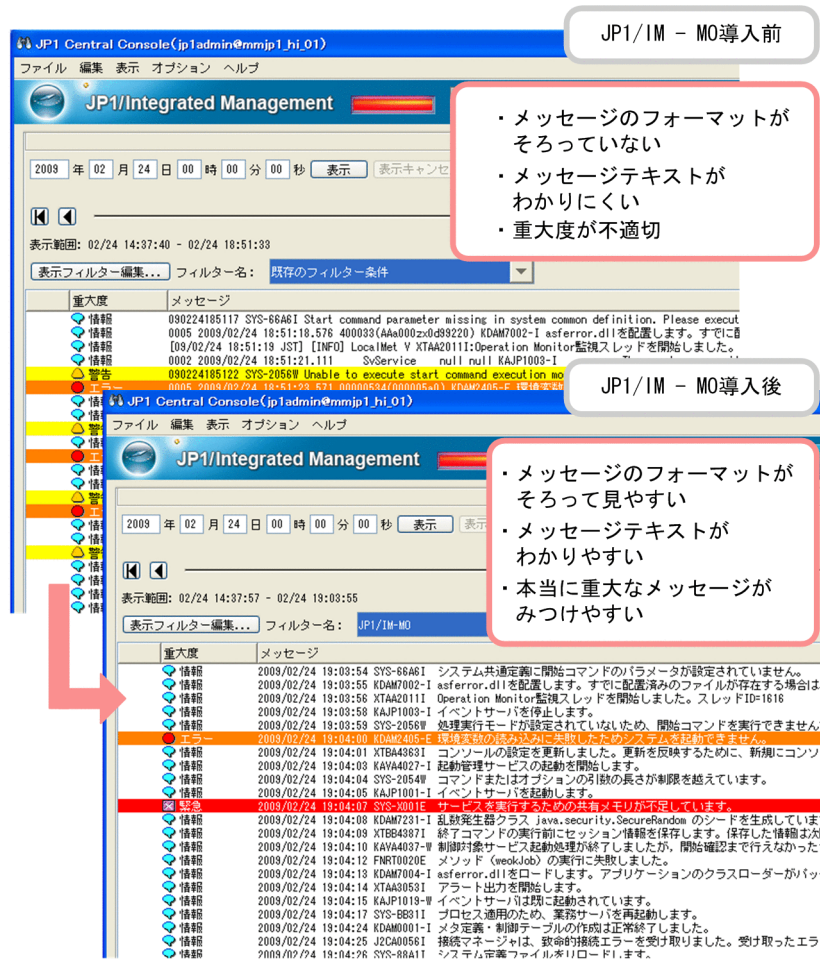 JP1/IM － MO導入前
JP1 Central Console(jp1admin@mmjp1_hi_01)
ファイル 編集 表示 オプション ヘルプ
JP1/Integrated Management
・メッセージのフォーマットが
そろっていない
・メッセージテキストが
わかりにくい
・重大度が不適切
2009 年 02 月 24 日 00 時 00 分 00 秒 表示 表示キャンセ
表示範囲: 02/24 14:37:40 - 02/24 18:51:33
表示フィルター編集... フィルター名: 既存のフィルター条件
重大度 メッセージ
情報 090224185117 SYS-66A6I Start command parameter missing in system common definition. Please execut
情報 0005 2009/02/24 18:51:18.576 400033(AAa000zx0d99220) KDAM7002-I asferror.dllを配置します。すでに
情報 [09/02/24 18:51:19 JST] [INFO] LocalMet V XTAA2011I:Operation Monitor監視スレッドを開始しました。
情報 0002 2009/02/24 18:51:21.111 SvService null null KAJP1003-I
警告 090224185122 SYS-2056W Unable to execute start command execution mo
エラー 0005 2009/02/24 18:51:23.571 00000534(000005a0) KDAM2405-E 環境変数
JP1/IM － MO導入後
JP1 Central Console(jp1admin@mmjp1_hi_01)
ファイル 編集 表示 オプション ヘルプ
JP1/Integrated Management
・メッセージのフォーマットが
そろって見やすい
・メッセージテキストが
わかりやすい
・本当に重大なメッセージが
みつけやすい
2009 年 02 月 24 日 00 時 00 分 00 秒 表示 表示
表示範囲: 02/24 14:37:57 - 02/24 19:03:55
表示フィルター編集... フィルター名: JP1/IM-MO
重大度 メッセージ
情報 2009/02/24 19:03:54 SYS-66A6I システム共通定義に開始コマンドのパラメータが設定されていません。
情報 2009/02/24 19:03:55 KDAM7002-I asferror.dllを配置します。すでに配置済みのファイルが存在する場合は
情報 2009/02/24 19:03:56 XTAA2011I Operation Monitor監視スレッドを開始しました。スレッドID=1616
情報 2009/02/24 19:03:58 KAJP1003-I イベントサーバを停止します。
情報 2009/02/24 19:03:59 SYS-2056W 処理実行モードが設定されていないため、開始コマンドを実行できません
エラー 2009/02/24 19:04:00 KDAM2405-E 環境変数の読み込みに失敗したためシステムを起動できません。
情報 2009/02/24 19:04:01 XTBA4363I コンソールの設定を更新しました。更新を反映するために、新規にコンソ
情報 2009/02/24 19:04:03 KAVA4027-I 起動管理サービスの起動を開始します。
情報 2009/02/24 19:04:04 SYS-2054W コマンドまたはオプションの引数の長さが制限を越えています。
情報 2009/02/24 19:04:05 KAJP1001-I イベントサーバを起動します。
緊急 2009/02/24 19:04:07 SYS-X001E サービスを実行するための共有メモリが不足しています。
情報 2009/02/24 19:04:08 KDAM7231-I 乱数発生器クラス java.security.SecureRandom のシードを生成していま
情報 2009/02/24 19:04:09 XTBB4387I 終了コマンドの実行前にセッション情報を保存します。保存した情報は次
情報 2009/02/24 19:04:10 KAVA4037-W 制御対象サービス起動処理が終了しましたが，開始確認まで行えなかった
情報 2009/02/24 19:04:12 FNRT0020E メソッド（weokJob）の実行に失敗しました。
情報 2009/02/24 19:04:13 KDAM7004-I asferror.dllをロードします。アプリケーションのクラスローダーがバッ
情報 2009/02/24 19:04:14 XTAA3053I アラート出力を開始します。
情報 2009/02/24 19:04:15 KAJP1019-W イベントサーバは既に起動されています。
情報 2009/02/24 19:04:17 SYS-BB31I プロセス適用のため、業務サーバを再起動します。
情報 2009/02/24 19:04:24 KDAM0001-I メタ定義・制御テーブルの作成は正常終了しました。
情報 2009/02/24 19:04:25 J2CA0056I 接続マネージャは、致命的接続エラーを受け取りました。受け取ったエラ
情報 2009/02/24 19:04:26 SYS-88A1I システム定義ファイルをリロードします。